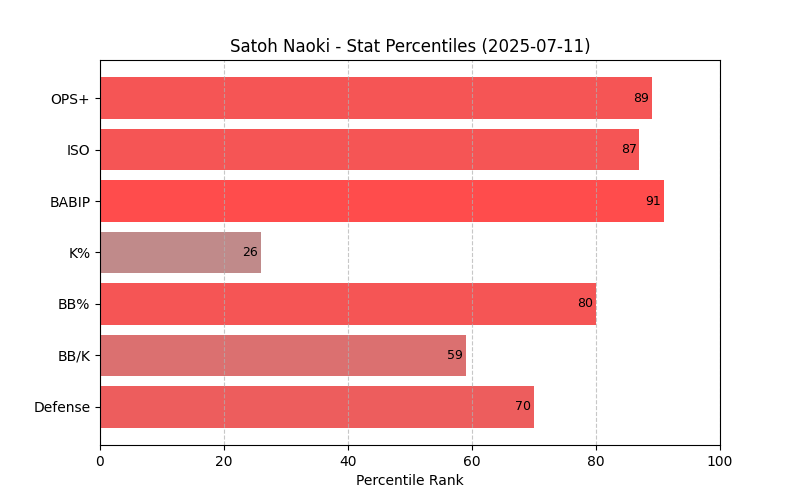 Satoh Naoki - Stat Percentiles (2025-07-11)
OPS+ 89
ISO 87
BABIP 91
K% 26
BB% 80
BB/K 59
Defense 70
0 20 40 60 80 100
Percentile Rank